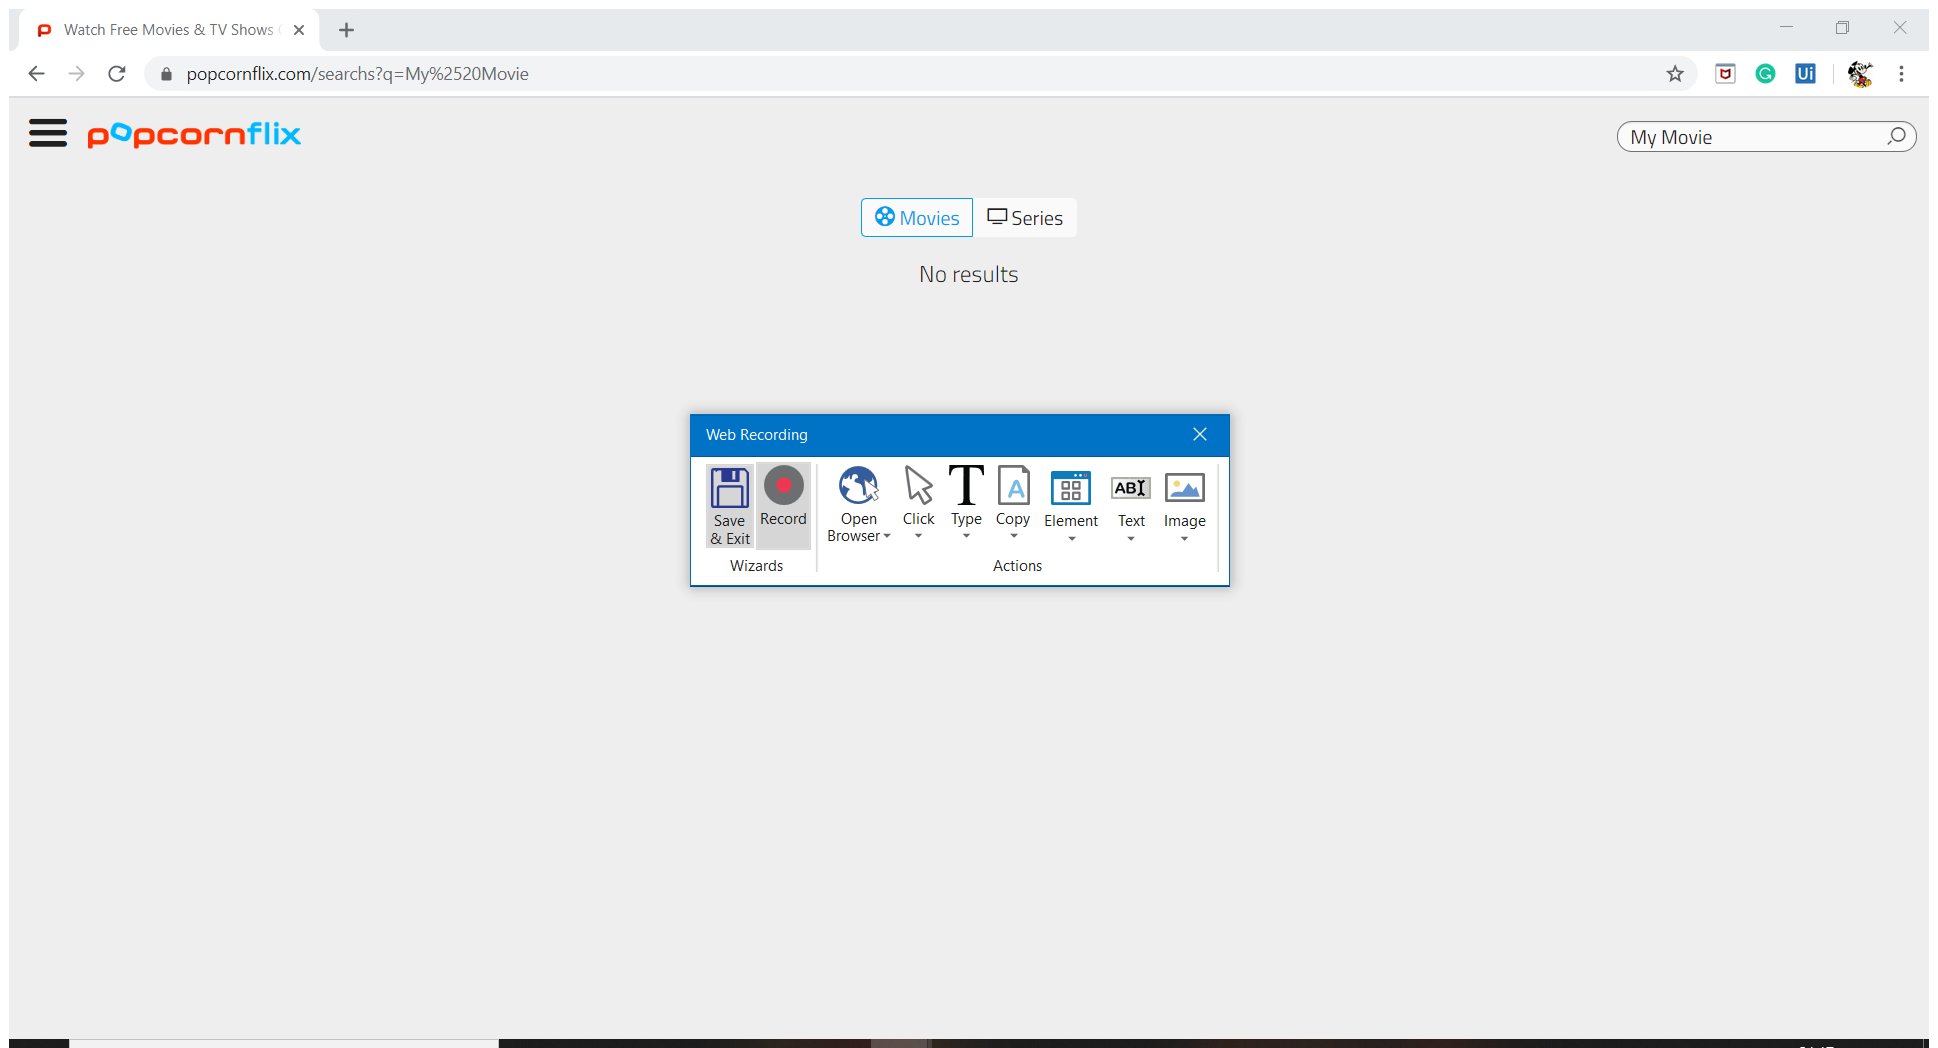 Watch Free Movies & TV Shows
popcornflix.com/searchs?q=My%2520Movie
popcornflix
My Movie
Movies
Series
No results
Web Recording
Save & Exit
Record
Open Browser
Click
Type
Copy
Element
Text
Image
Wizards
Actions